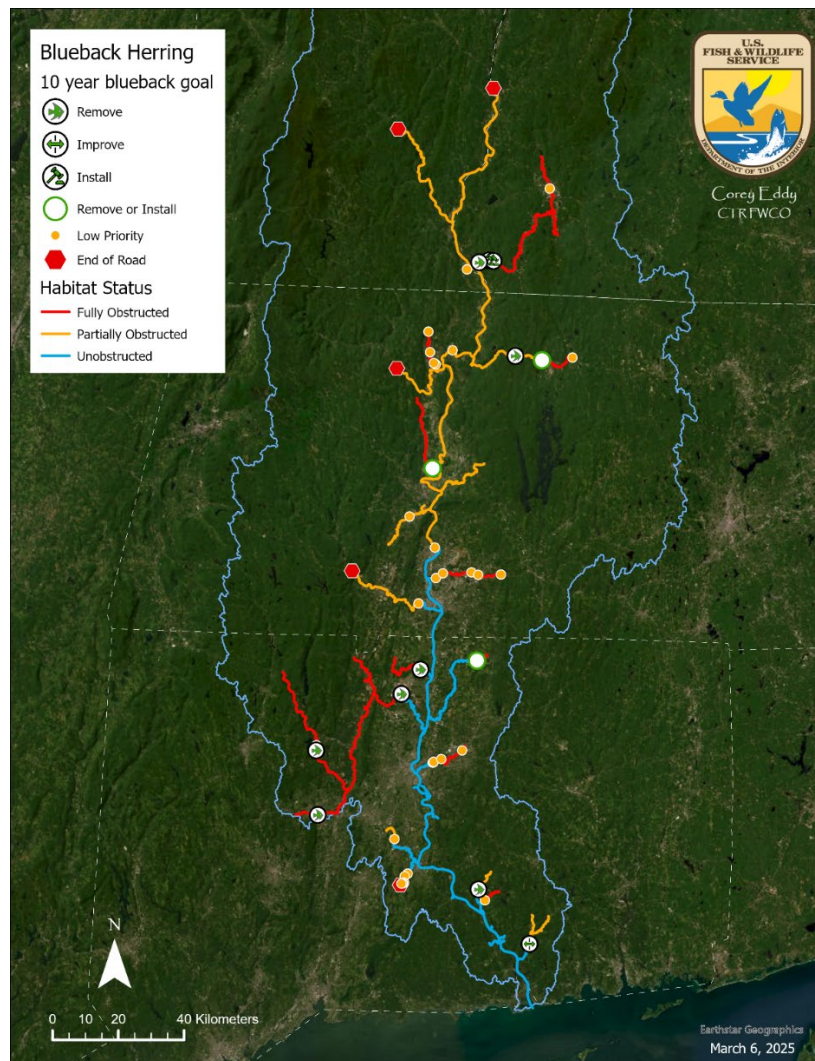 Blueback Herring
10 year blueback goal
Remove
Improve
Install
Remove or Install
Low Priority
End of Road
Habitat Status
Fully Obstructed
Partially Obstructed
Unobstructed
U.S.
FISH & WILDLIFE
SERVICE
DEPARTMENT OF THE INTERIOR
Corey Eddy
CTRFWCO
N
0 10 20 40 Kilometers
Earthstar Geographics
March 6, 2025